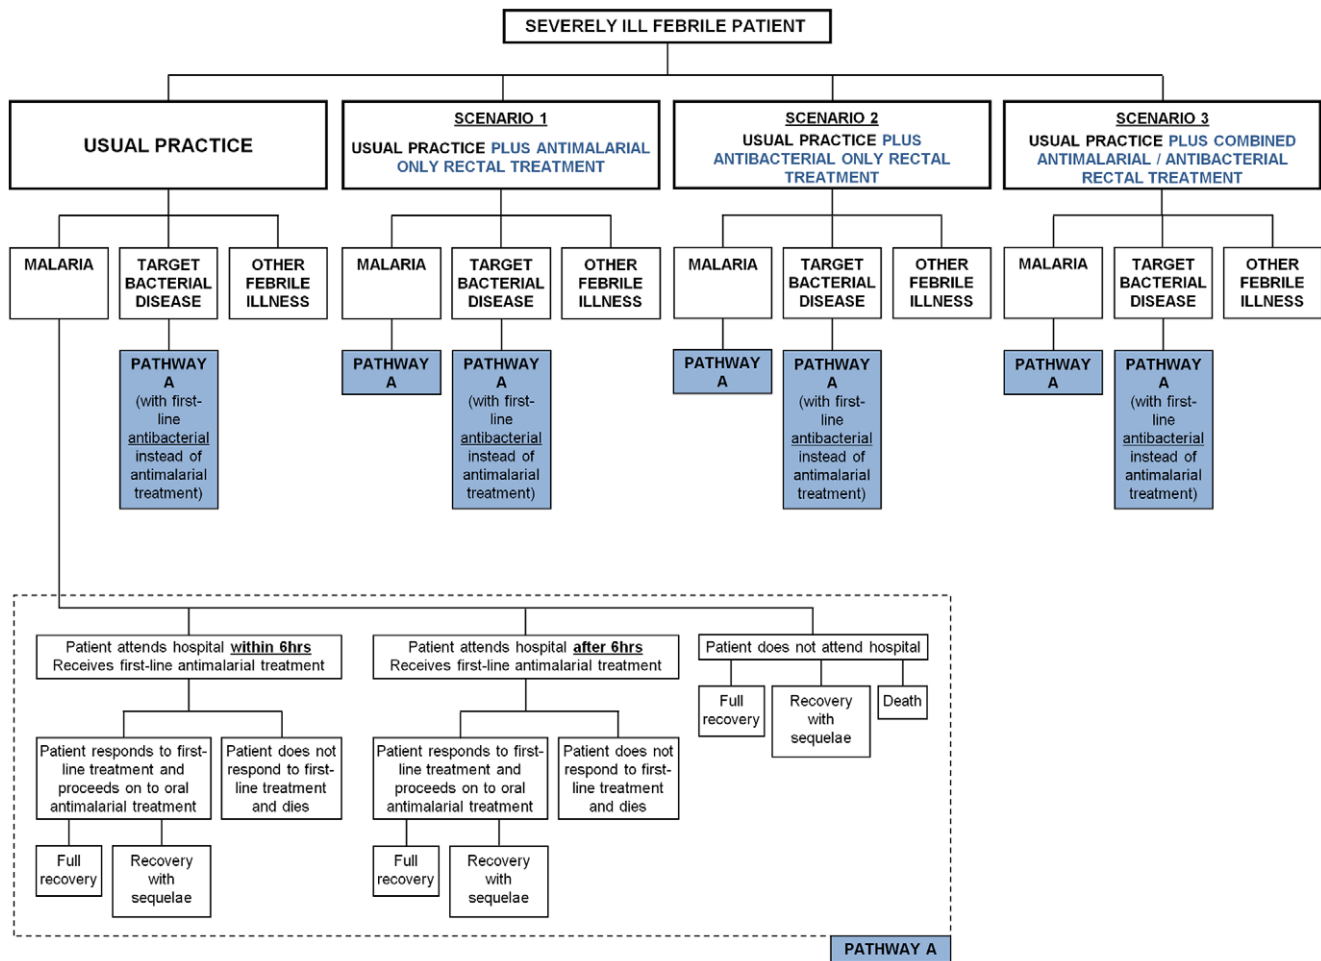 SEVERELY ILL FEBRILE PATIENT
USUAL PRACTICE
SCENARIO 1
USUAL PRACTICE PLUS ANTIMALARIAL
ONLY RECTAL TREATMENT
SCENARIO 2
USUAL PRACTICE PLUS
ANTIBACTERIAL ONLY RECTAL
TREATMENT
SCENARIO 3
USUAL PRACTICE PLUS COMBINED
ANTIMALARIAL / ANTIBACTERIAL
RECTAL TREATMENT
MALARIA
TARGET
BACTERIAL
DISEASE
OTHER
FEBRILE
ILLNESS
MALARIA
TARGET
BACTERIAL
DISEASE
OTHER
FEBRILE
ILLNESS
MALARIA
TARGET
BACTERIAL
DISEASE
OTHER
FEBRILE
ILLNESS
MALARIA
TARGET
BACTERIAL
DISEASE
OTHER
FEBRILE
ILLNESS
PATHWAY
A
(with first-
line
antibacterial
instead of
antimalarial
treatment)
PATHWAY
A
PATHWAY
A
(with first-
line
antibacterial
instead of
antimalarial
treatment)
PATHWAY
A
PATHWAY
A
(with first-
line
antibacterial
instead of
antimalarial
treatment)
PATHWAY
A
PATHWAY
A
(with first-
line
antibacterial
instead of
antimalarial
treatment)
Patient attends hospital within 6hrs
Receives first-line antimalarial treatment
Patient attends hospital after 6hrs
Receives first-line antimalarial treatment
Patient does not attend hospital
Full
recovery
Recovery
with
sequelae
Death
Patient responds to first-
line treatment and
proceeds on to oral
antimalarial treatment
Patient does not
respond to first-
line treatment
and dies
Patient responds to first-
line treatment and
proceeds on to oral
antimalarial treatment
Patient does not
respond to first-
line treatment
and dies
Full
recovery
Recovery
with
sequelae
Full
recovery
Recovery
with
sequelae
PATHWAY A